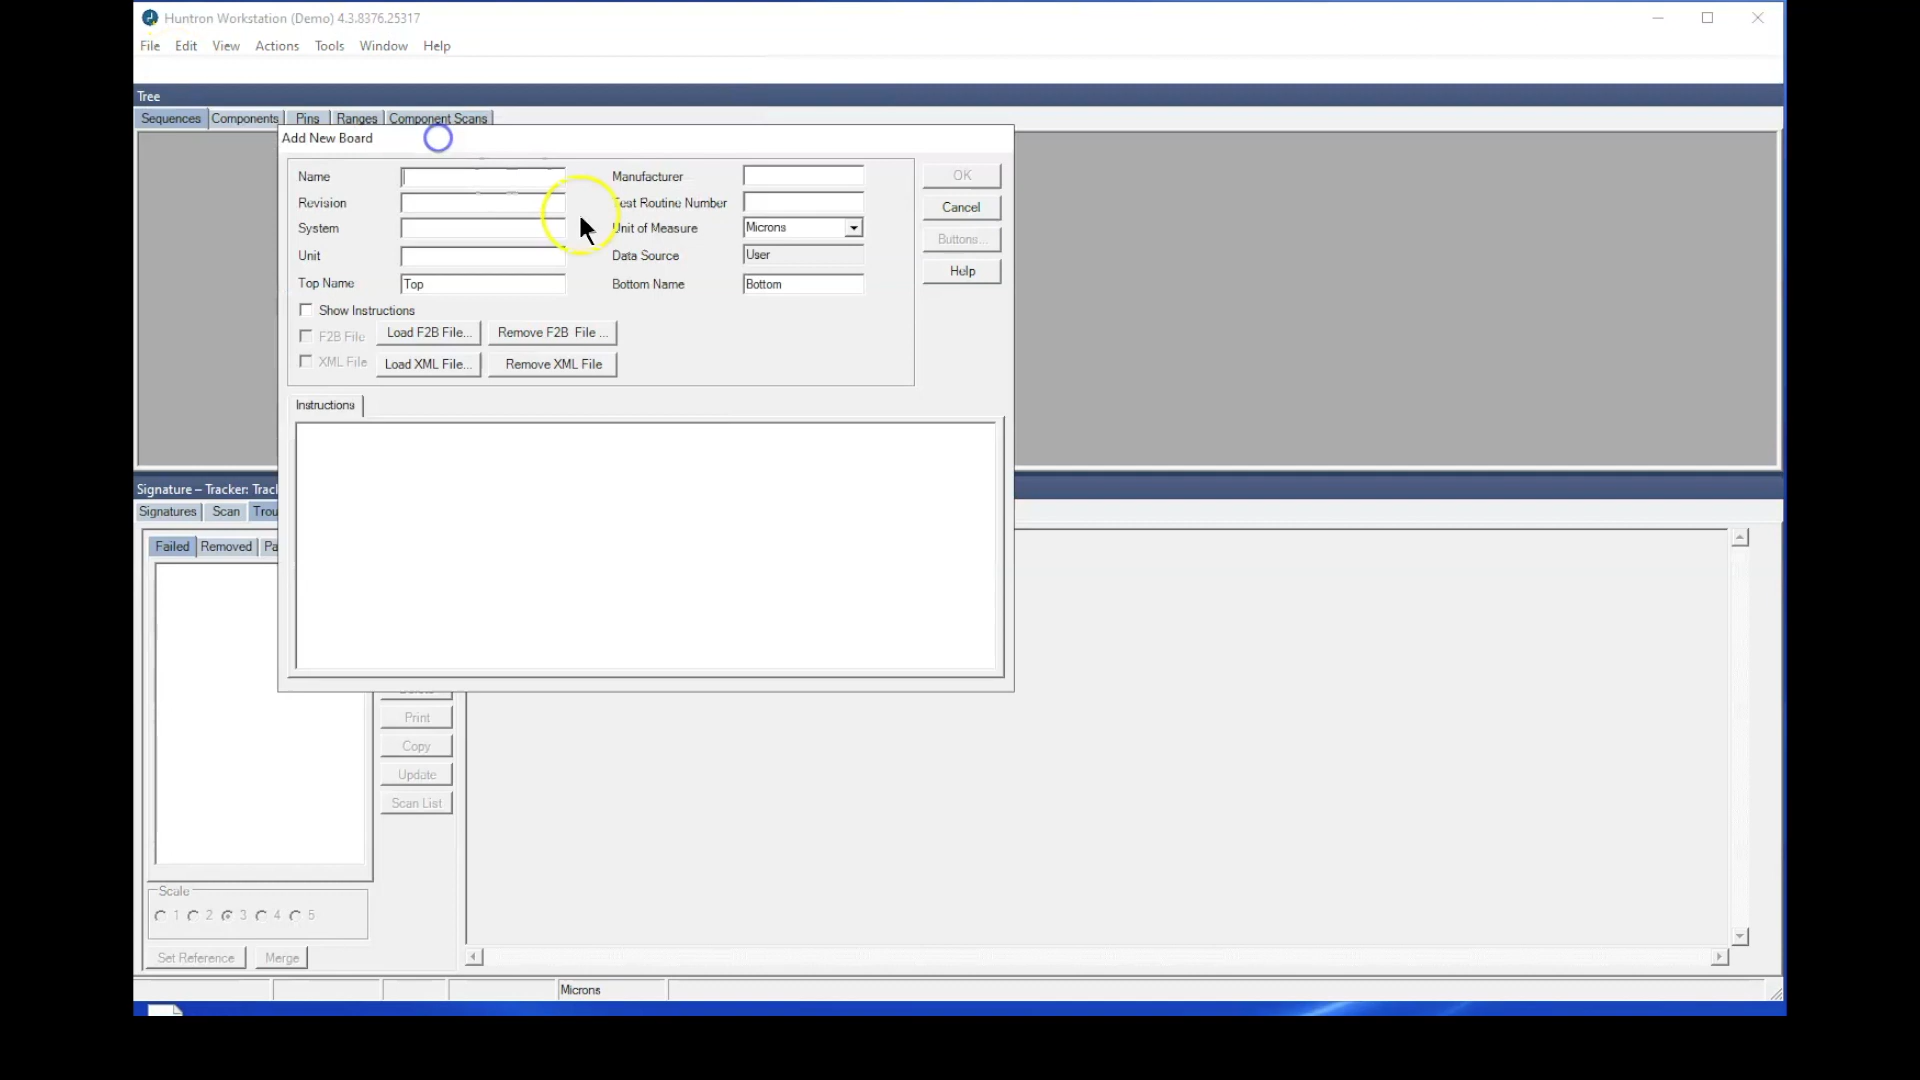 Huntron Workstation (Demo) 4.3.8376.25317
File Edit View Actions Tools Window Help
Tree
Sequences Components Pins Ranges Component Scans
Add New Board
Name Manufacturer OK
Revision Test Routine Number Cancel
System Unit of Measure Microns Buttons...
Unit Data Source User Help
Top Name Top Bottom Name Bottom
Show Instructions
F2B File Load F2B File... Remove F2B File ...
XML File Load XML File... Remove XML File
Instructions
Signature – Tracker: Tracl
Signatures Scan Trou
Failed Removed Pa
Delete
Print
Copy
Update
Scan List
Scale
1 2 3 4 5
Set Reference Merge
Microns